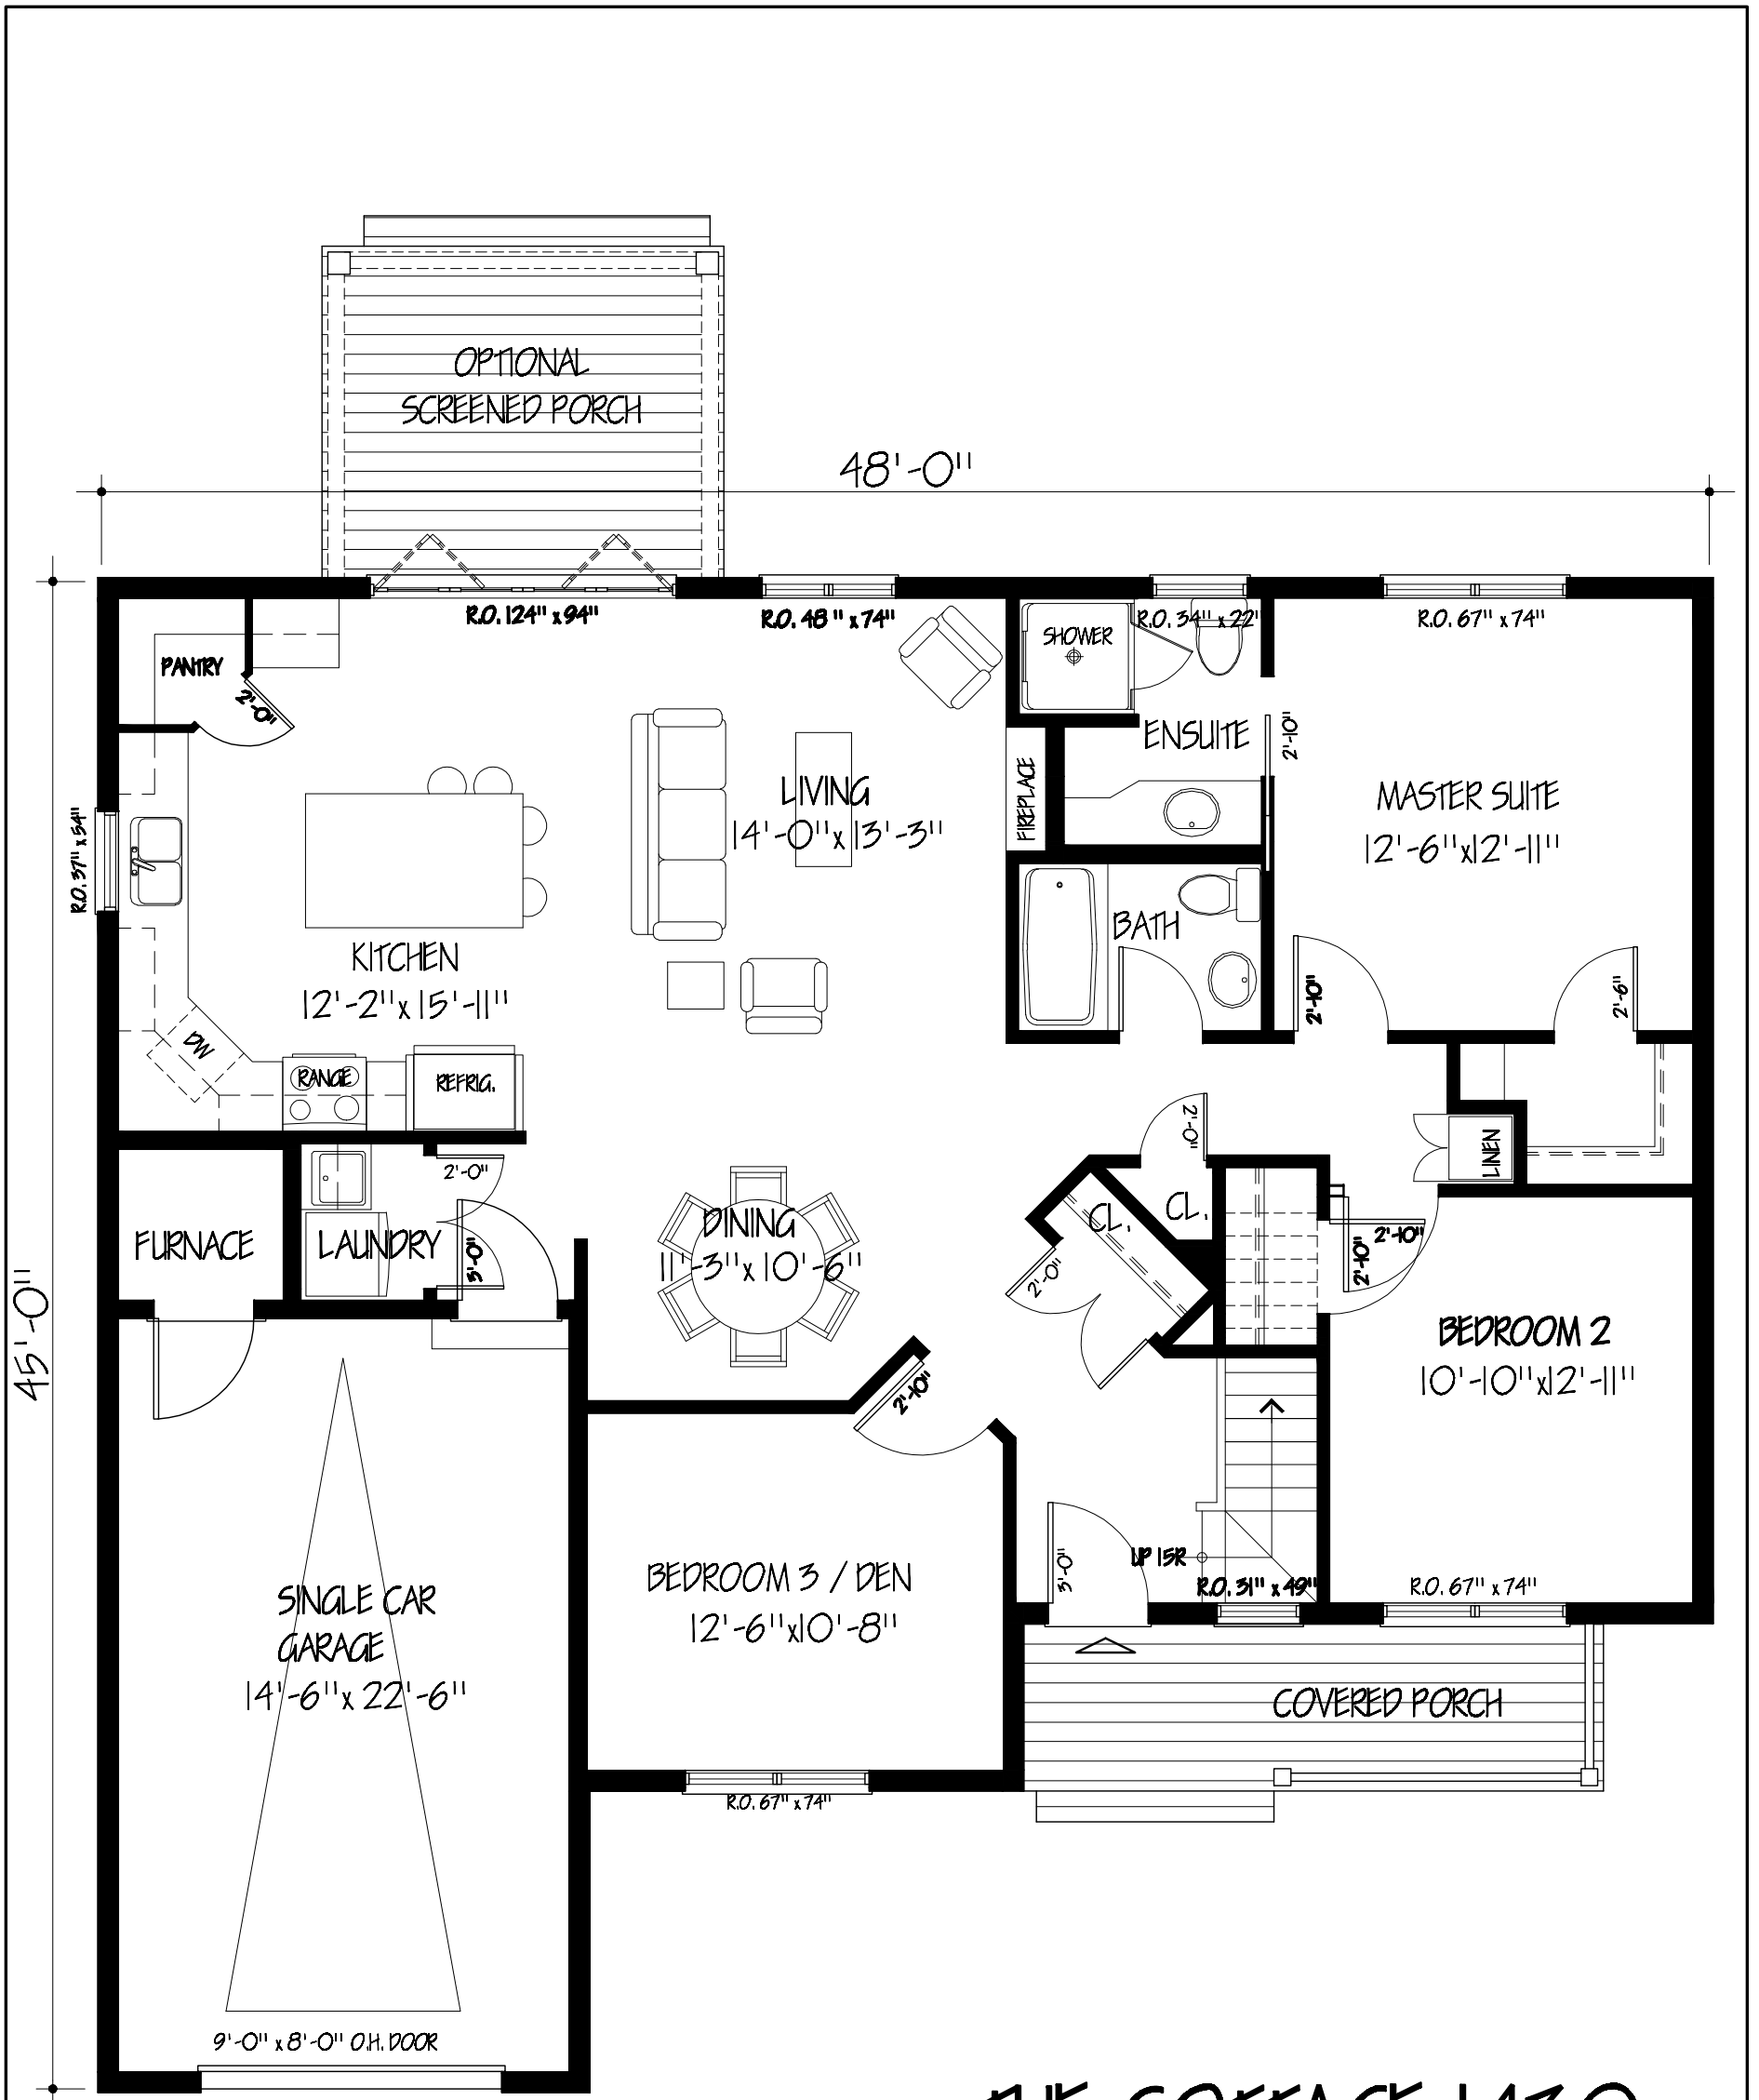 OPTIONAL
SCREENED PORCH
48'-0"
R.O. 124" x 94"
R.O. 48" x 74"
R.O. 34" x 22"
R.O. 67" x 74"
PANTRY
2'-0"
SHOWER
ENSUITE
2'-10"
LIVING
14'-0" x 13'-3"
FIREPLACE
MASTER SUITE
12'-6"x12'-11"
R.O. 37" x 54"
BATH
KITCHEN
12'-2" x 15'-11"
2'-10"
2'-6"
DW
RANGE
REFRIG.
2'-0"
LINEN
2'-0"
FURNACE
LAUNDRY
3'-0"
DINING
11'-3" x 10'-6"
CL.
CL.
2'-0"
2'-10"
2'-10"
45'-0"
BEDROOM 2
10'-10"x12'-11"
2'-10"
BEDROOM 3 / DEN
12'-6"x10'-8"
3'-0"
UP 15R
R.O. 31" x 49"
R.O. 67" x 74"
SINGLE CAR
GARAGE
14'-6" x 22'-6"
COVERED PORCH
R.O. 67" x 74"
9'-0" x 8'-0" O.H. DOOR